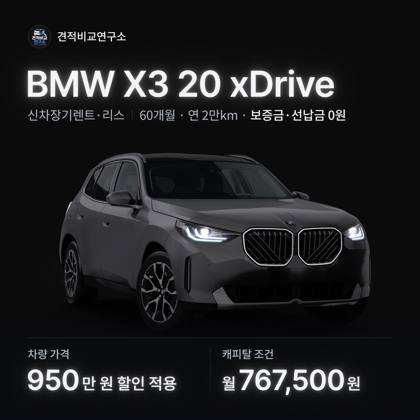 견적비교연구소
BMW X3 20 xDrive
신차장기렌트·리스 | 60개월 · 연 2만km · 보증금·선납금 0원
차량 가격
950만 원 할인 적용
캐피탈 조건
월 767,500원